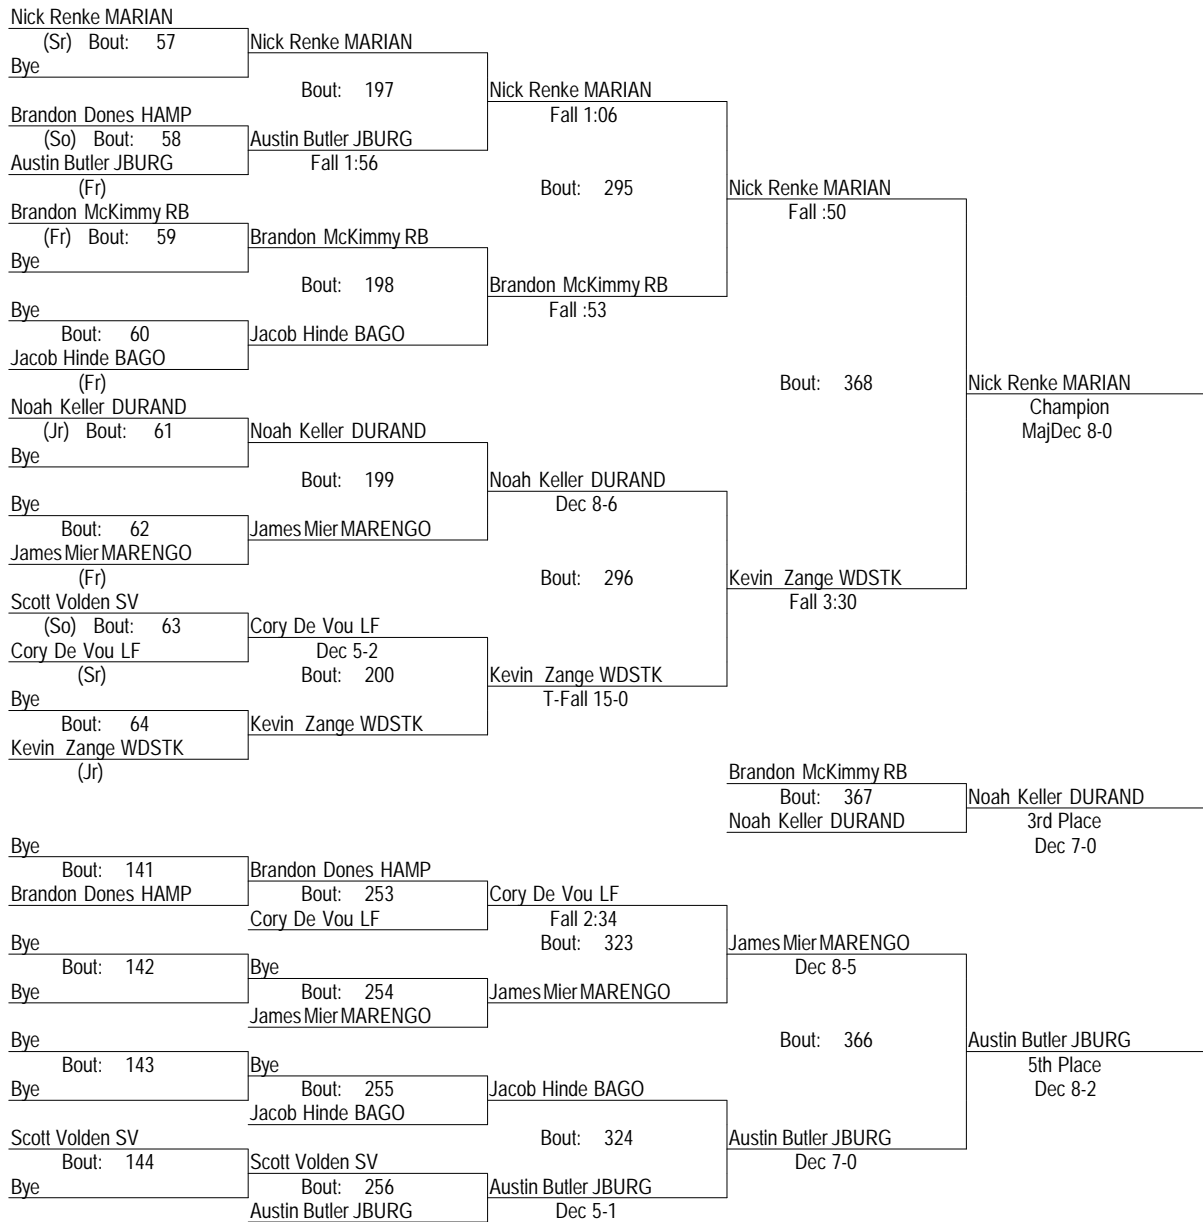 Nick Renke MARIAN
(Sr) Bout: 57
Bye
Nick Renke MARIAN
Bout: 197
Brandon Dones HAMP
(So) Bout: 58
Austin Butler JBURG
(Fr)
Austin Butler JBURG
Fall 1:56
Nick Renke MARIAN
Fall 1:06
Bout: 295
Brandon McKimmy RB
(Fr) Bout: 59
Bye
Brandon McKimmy RB
Bout: 198
Bye
Bout: 60
Jacob Hinde BAGO
(Fr)
Jacob Hinde BAGO
Brandon McKimmy RB
Fall :53
Nick Renke MARIAN
Fall :50
Bout: 368
Noah Keller DURAND
(Jr) Bout: 61
Bye
Noah Keller DURAND
Bout: 199
Bye
Bout: 62
James Mier MARENGO
(Fr)
James Mier MARENGO
Noah Keller DURAND
Dec 8-6
Bout: 296
Scott Volden SV
(So) Bout: 63
Cory De Vou LF
(Sr)
Cory De Vou LF
Dec 5-2
Bout: 200
Bye
Bout: 64
Kevin Zange WDSTK
(Jr)
Kevin Zange WDSTK
Kevin Zange WDSTK
T-Fall 15-0
Kevin Zange WDSTK
Fall 3:30
Nick Renke MARIAN
Champion
MajDec 8-0
Brandon McKimmy RB
Bout: 367
Noah Keller DURAND
Noah Keller DURAND
3rd Place
Dec 7-0
Bye
Bout: 141
Brandon Dones HAMP
Brandon Dones HAMP
Bout: 253
Cory De Vou LF
Cory De Vou LF
Fall 2:34
Bout: 323
Bye
Bout: 142
Bye
Bye
Bout: 254
James Mier MARENGO
James Mier MARENGO
James Mier MARENGO
Dec 8-5
Bout: 366
Bye
Bout: 143
Bye
Bye
Bout: 255
Jacob Hinde BAGO
Jacob Hinde BAGO
Bout: 324
Scott Volden SV
Bout: 144
Bye
Scott Volden SV
Bout: 256
Austin Butler JBURG
Austin Butler JBURG
Dec 5-1
Austin Butler JBURG
Dec 7-0
Austin Butler JBURG
5th Place
Dec 8-2